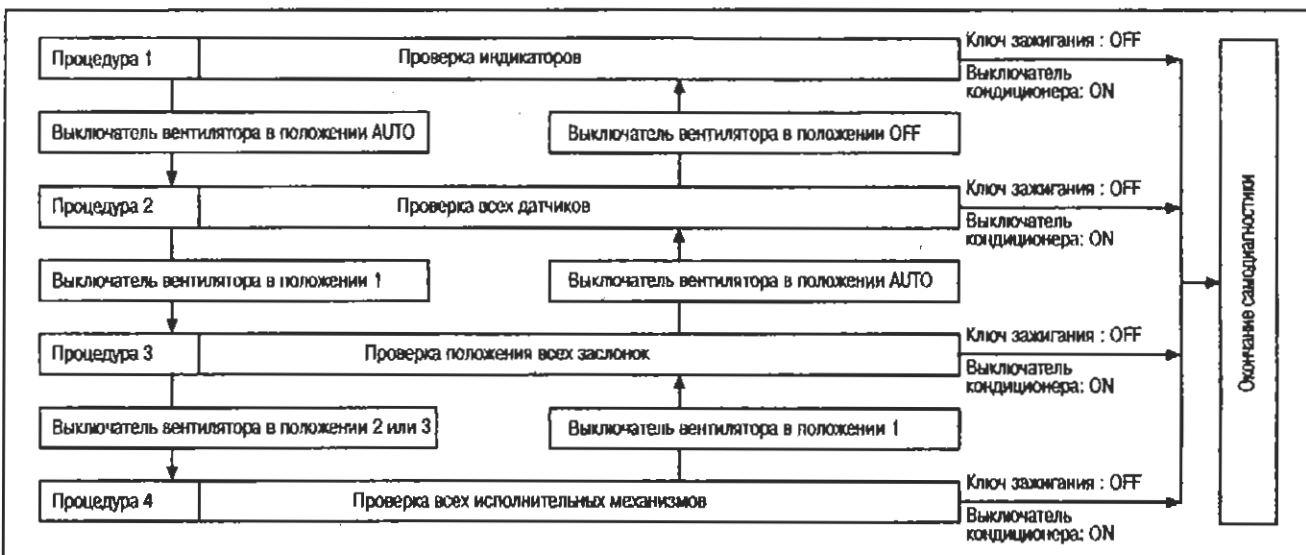 Процедура 1
Проверка индикаторов
Ключ зажигания : OFF
Выключатель
кондиционера: ON
Выключатель вентилятора в положении AUTO
Выключатель вентилятора в положении OFF
Процедура 2
Проверка всех датчиков
Ключ зажигания : OFF
Выключатель
кондиционера: ON
Выключатель вентилятора в положении 1
Выключатель вентилятора в положении AUTO
Процедура 3
Проверка положения всех заслонок
Ключ зажигания : OFF
Выключатель
кондиционера: ON
Выключатель вентилятора в положении 2 или 3
Выключатель вентилятора в положении 1
Процедура 4
Проверка всех исполнительных механизмов
Ключ зажигания : OFF
Выключатель
кондиционера: ON
Окончание самодиагностики